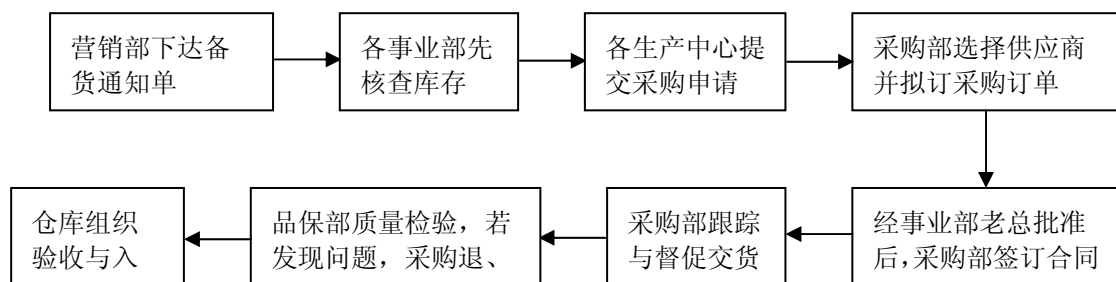 营销部下达备
货通知单
各事业部先
核查库存
各生产中心提
交采购申请
采购部选择供应商
并拟订采购订单
经事业部老总批准
后,采购部签订合同
采购部跟踪
与督促交货
品保部质量检验，若
发现问题，采购退、
仓库组织
验收与入